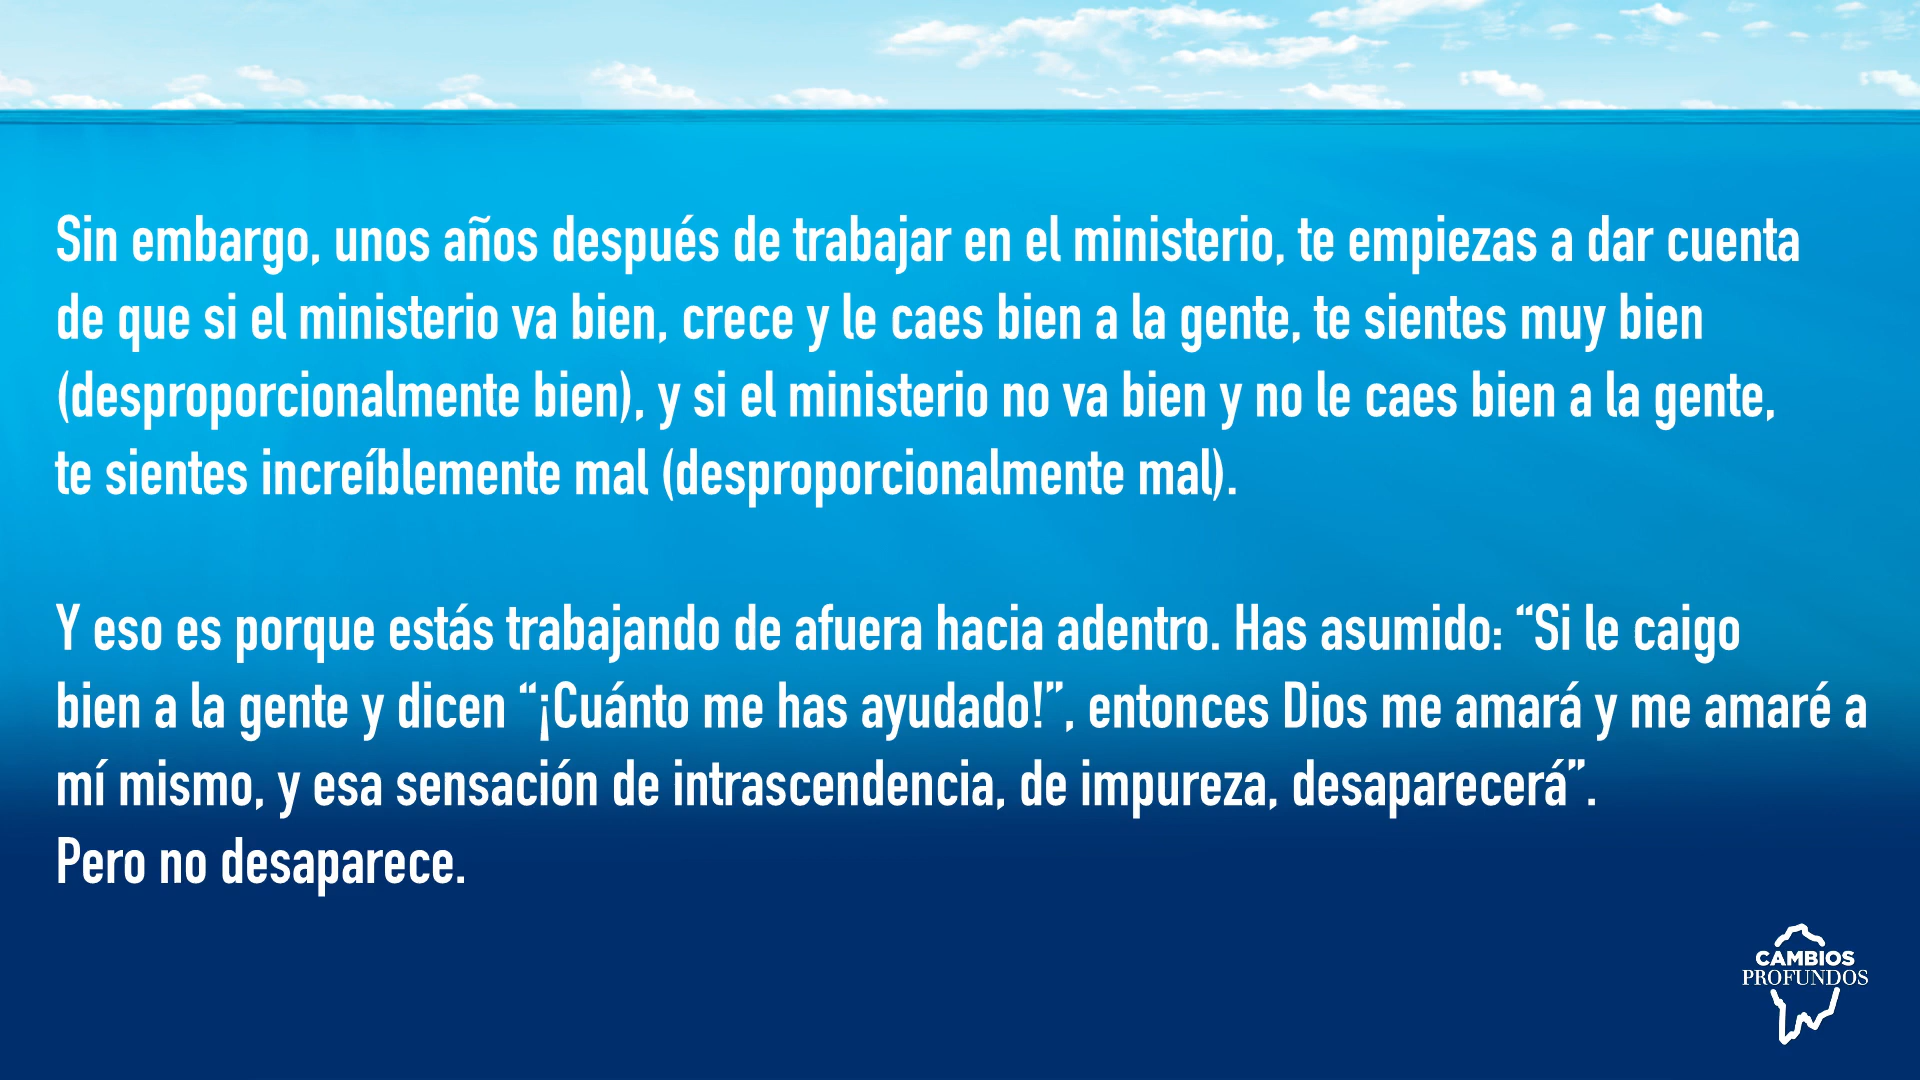 Sin embargo, unos años después de trabajar en el ministerio, te empiezas a dar cuenta
de que si el ministerio va bien, crece y le caes bien a la gente, te sientes muy bien
(desproporcionalmente bien), y si el ministerio no va bien y no le caes bien a la gente,
te sientes increíblemente mal (desproporcionalmente mal).
Y eso es porque estás trabajando de afuera hacia adentro. Has asumido: “Si le caigo
bien a la gente y dicen “¡Cuánto me has ayudado!”, entonces Dios me amará y me amaré a
mí mismo, y esa sensación de intrascendencia, de impureza, desaparecerá”.
Pero no desaparece.
CAMBIOS
PROFUNDOS